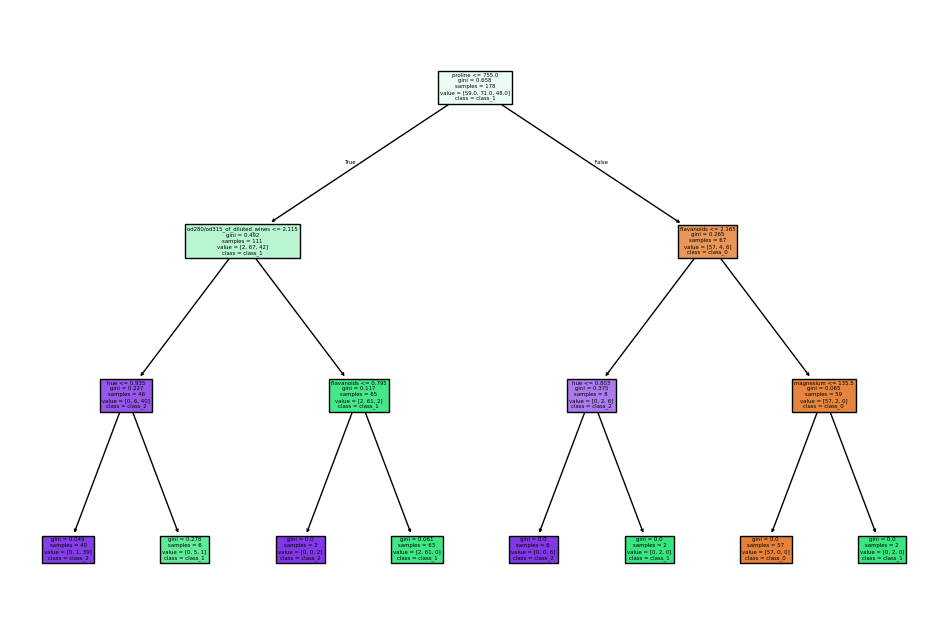 proline <= 755.0
gini = 0.658
samples = 178
value = [59.0, 71.0, 48.0]
class = class_1
True
False
od280/od315_of_diluted_wines <= 2.115
gini = 0.492
samples = 111
value = [2, 67, 42]
class = class_1
flavanoids <= 2.165
gini = 0.265
samples = 67
value = [57, 4, 6]
class = class_0
hue <= 0.935
gini = 0.227
samples = 46
value = [0, 6, 40]
class = class_2
flavanoids <= 0.795
gini = 0.117
samples = 65
value = [2, 61, 2]
class = class_1
hue <= 0.803
gini = 0.375
samples = 8
value = [0, 2, 6]
class = class_2
magnesium <= 135.5
gini = 0.065
samples = 59
value = [57, 2, 0]
class = class_0
gini = 0.049
samples = 40
value = [0, 1, 39]
class = class_2
gini = 0.278
samples = 6
value = [0, 5, 1]
class = class_1
gini = 0.0
samples = 2
value = [0, 0, 2]
class = class_2
gini = 0.061
samples = 63
value = [2, 61, 0]
class = class_1
gini = 0.0
samples = 6
value = [0, 0, 6]
class = class_2
gini = 0.0
samples = 2
value = [0, 2, 0]
class = class_1
gini = 0.0
samples = 57
value = [57, 0, 0]
class = class_0
gini = 0.0
samples = 2
value = [0, 2, 0]
class = class_1